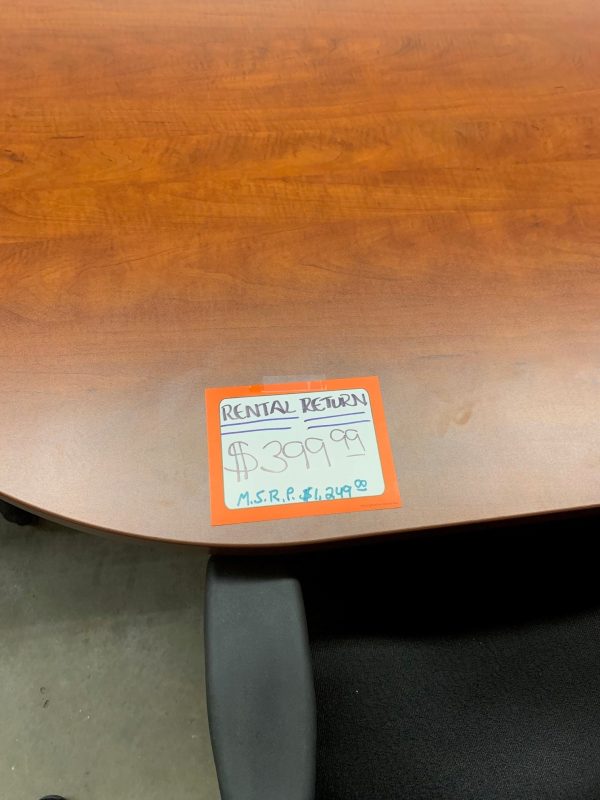 RENTAL RETURN
$399.99
M.S.R.P. $1,249.00